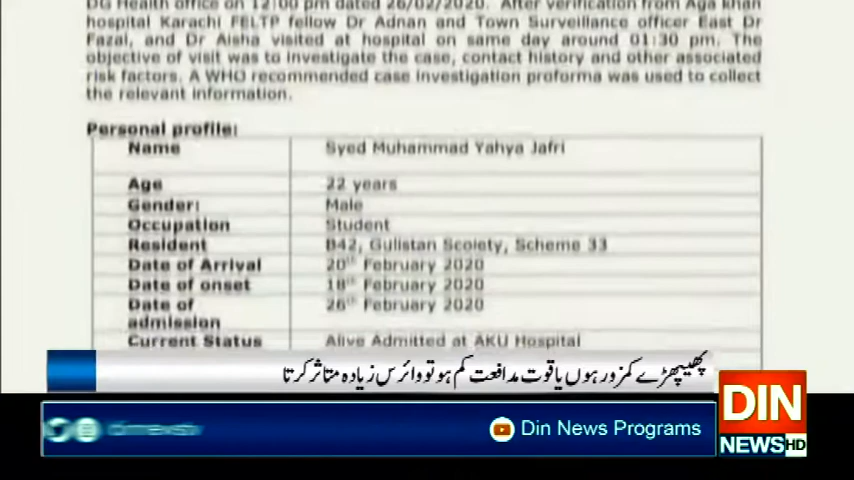 DG Health office on 12:00 pm dated 26/02/2020. After verification from Aga khan
hospital Karachi FELTP fellow Dr Adnan and Town Surveillance officer East Dr
Fazal, and Dr Aisha visited at hospital on same day around 01:30 pm. The
objective of visit was to investigate the case, contact history and other associated
risk factors. A WHO recommended case investigation proforma was used to collect
the relevant information.
Personal profile:
Name Syed Muhammad Yahya Jafri
Age 22 years
Gender: Male
Occupation Student
Resident B42, Gulistan Scoiety, Scheme 33
Date of Arrival 20th February 2020
Date of onset 18th February 2020
Date of admission 26th February 2020
Current Status Alive Admitted at AKU Hospital
پھیپھڑے کمزور ہوں یا قوت مدافعت کم ہو تو وائرس زیادہ متاثر کرتا
dinnewstv
Din News Programs
DIN
NEWS HD